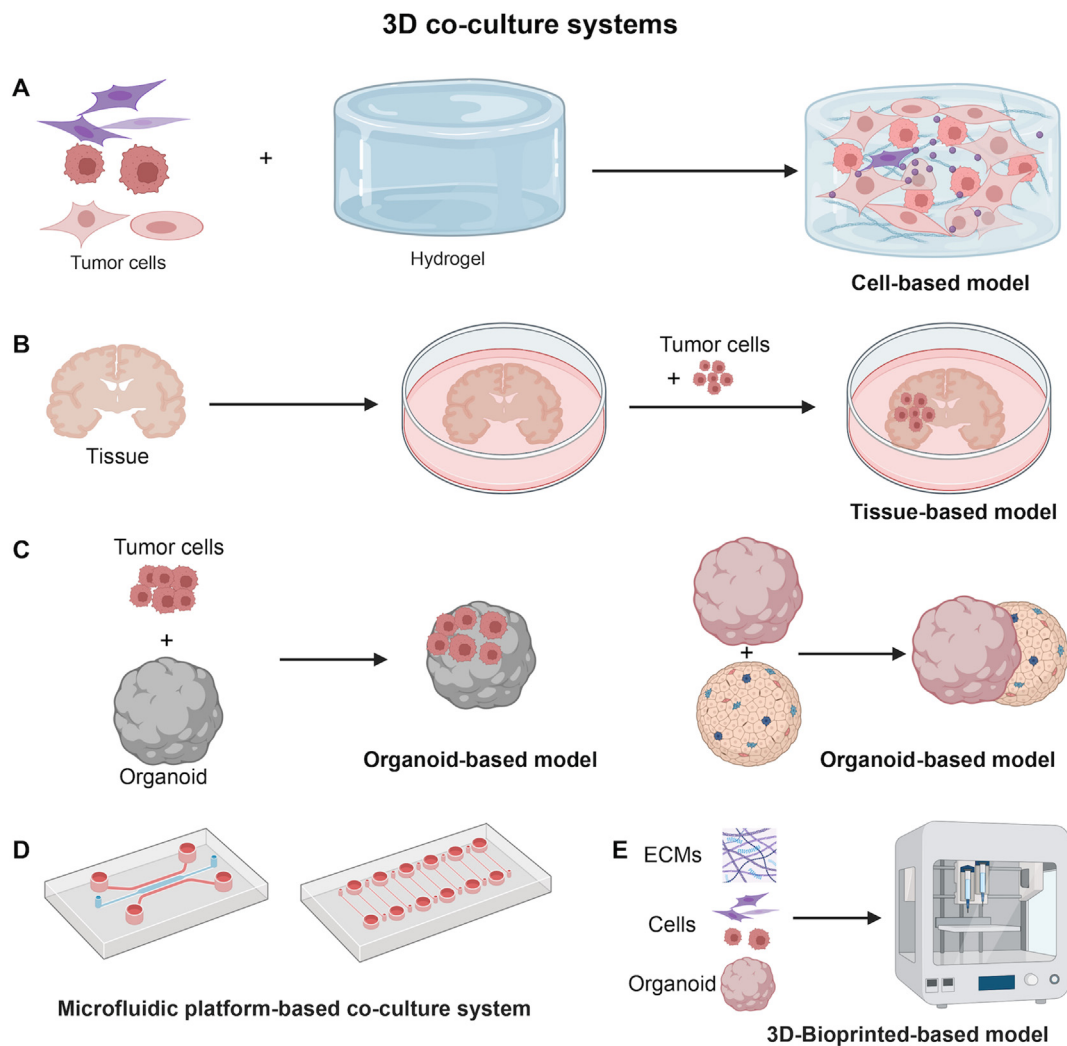 3D co-culture systems
A
+
Tumor cells
Hydrogel
Cell-based model
B
Tissue
Tumor cells
+
Tissue-based model
C
Tumor cells
+
Organoid
Organoid-based model
+
Organoid-based model
D
Microfluidic platform-based co-culture system
E
ECMs
Cells
Organoid
3D-Bioprinted-based model